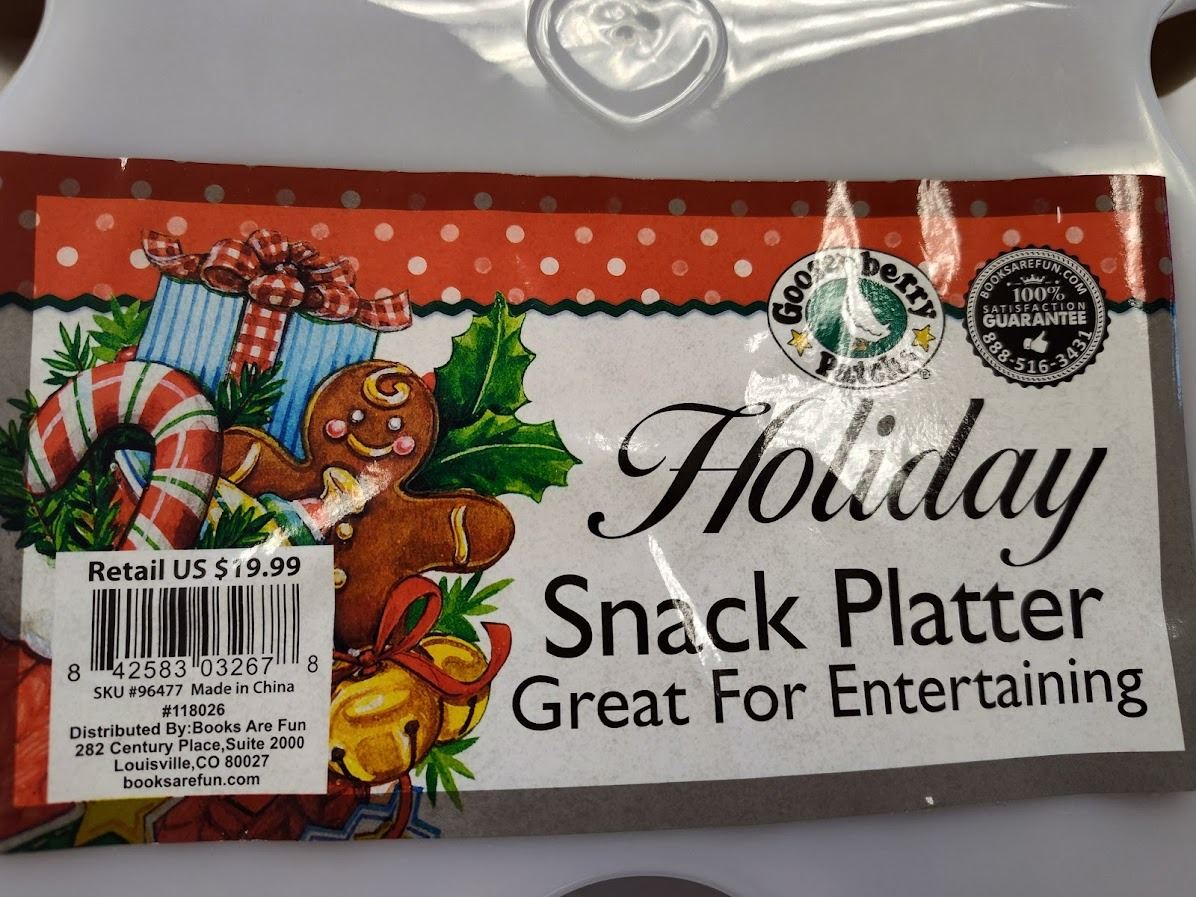 Gooseberry
Patch®
BOOKSAREFUN.COM
100%
SATISFACTION
GUARANTEE
888-516-3431
Holiday
Snack Platter
Great For Entertaining
Retail US $19.99
8 42583 03267 8
SKU #96477 Made in China
#118026
Distributed By:Books Are Fun
282 Century Place,Suite 2000
Louisville,CO 80027
booksarefun.com